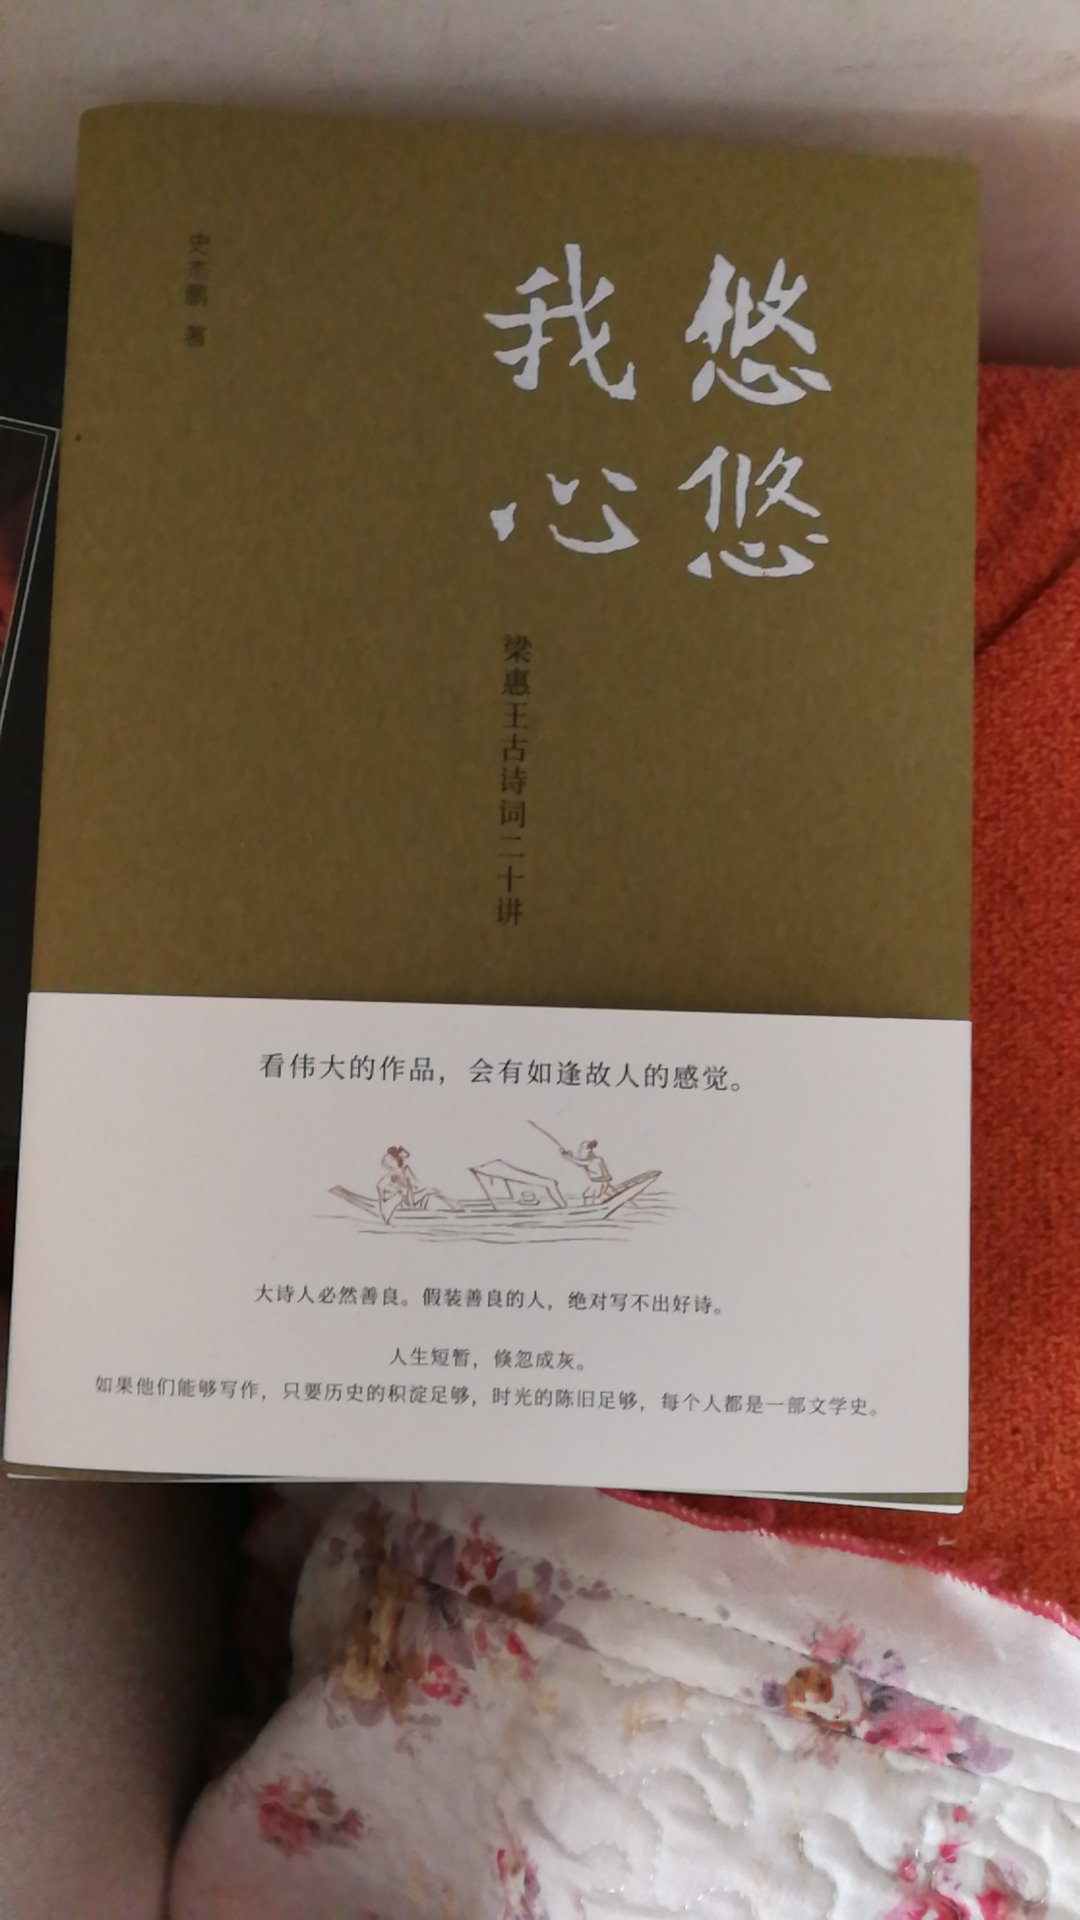 悠悠
我心
梁惠王古诗词二十讲
史杰鹏 著
看伟大的作品，会有如逢故人的感觉。
大诗人必然善良。假装善良的人，绝对写不出好诗。
人生短暂，倏忽成灰。
如果他们能够写作，只要历史的积淀足够，时光的陈旧足够，每个人都是一部文学史。